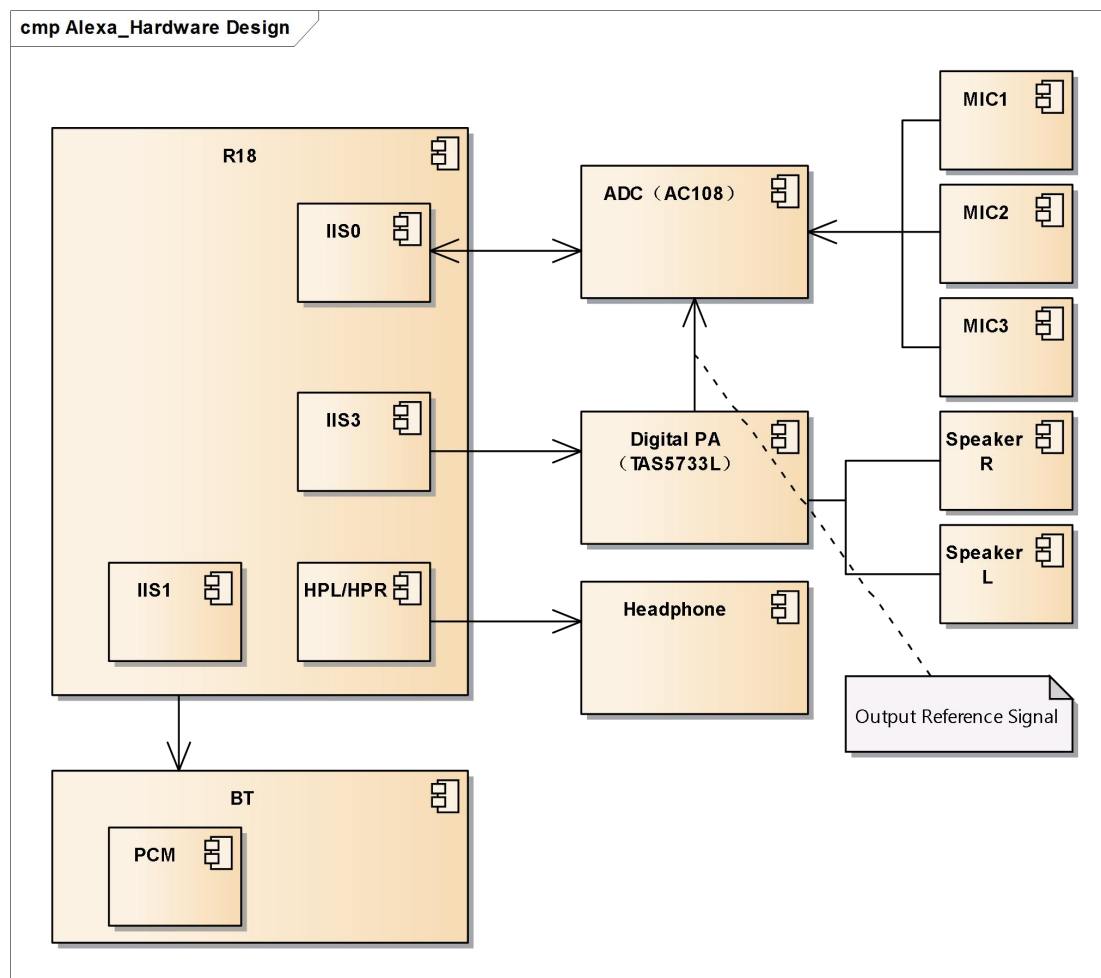 cmp Alexa_Hardware Design
R18
IIS0
IIS3
IIS1
HPL/HPR
ADC（AC108）
Digital PA
（TAS5733L）
Headphone
MIC1
MIC2
MIC3
Speaker
R
Speaker
L
Output Reference Signal
BT
PCM